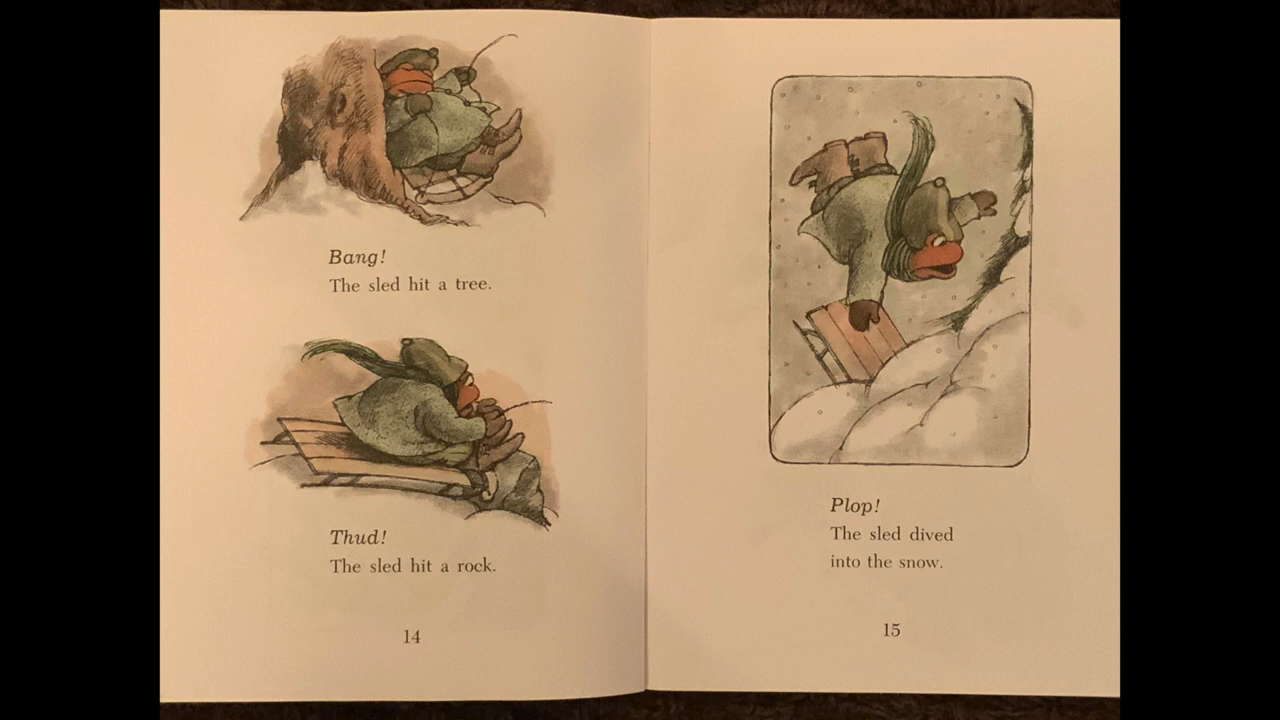 Bang!
The sled hit a tree.
Thud!
The sled hit a rock.
14
Plop!
The sled dived
into the snow.
15